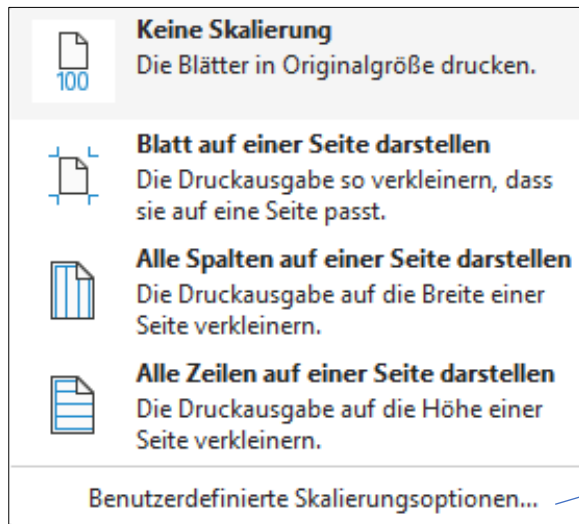 Keine Skalierung
Die Blätter in Originalgröße drucken.
100
Blatt auf einer Seite darstellen
Die Druckausgabe so verkleinern, dass
sie auf eine Seite passt.
Alle Spalten auf einer Seite darstellen
Die Druckausgabe auf die Breite einer
Seite verkleinern.
Alle Zeilen auf einer Seite darstellen
Die Druckausgabe auf die Höhe einer
Seite verkleinern.
Benutzerdefinierte Skalierungsoptionen...